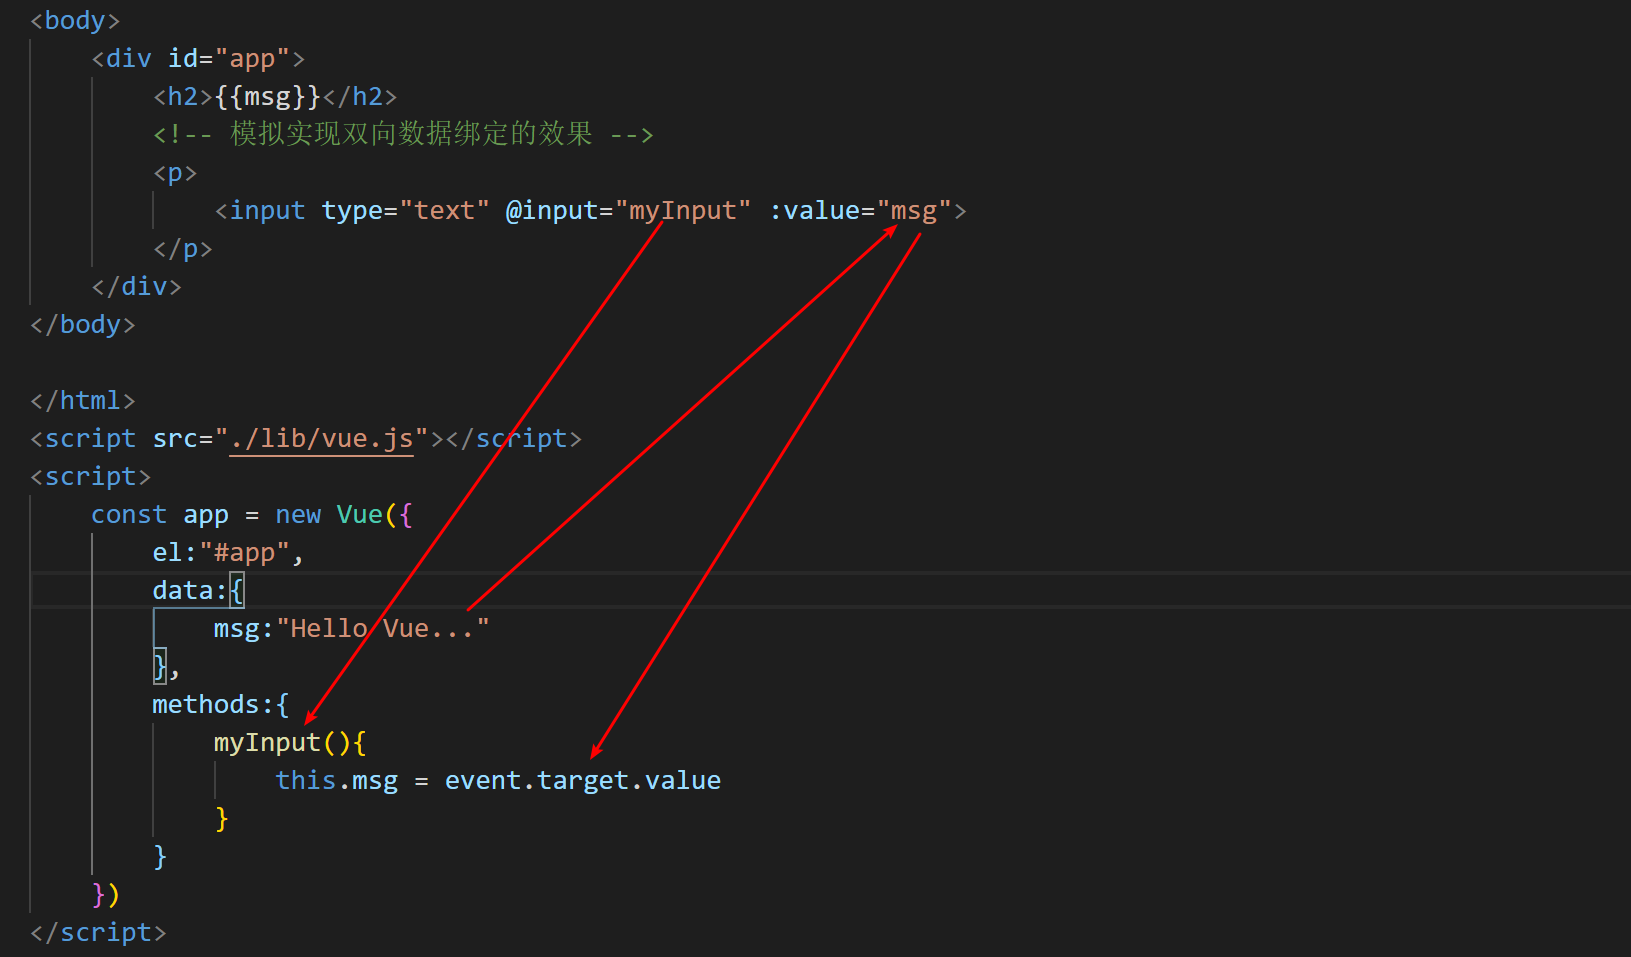 <body>
<div id="app">
<h2>{{msg}}</h2>
<!-- 模拟实现双向数据绑定的效果 -->
<p>
<input type="text" @input="myInput" :value="msg">
</p>
</div>
</body>
</html>
<script src="./lib/vue.js"></script>
<script>
const app = new Vue({
el:"#app",
data:{
msg:"Hello Vue..."
},
methods:{
myInput(){
this.msg = event.target.value
}
}
})
</script>